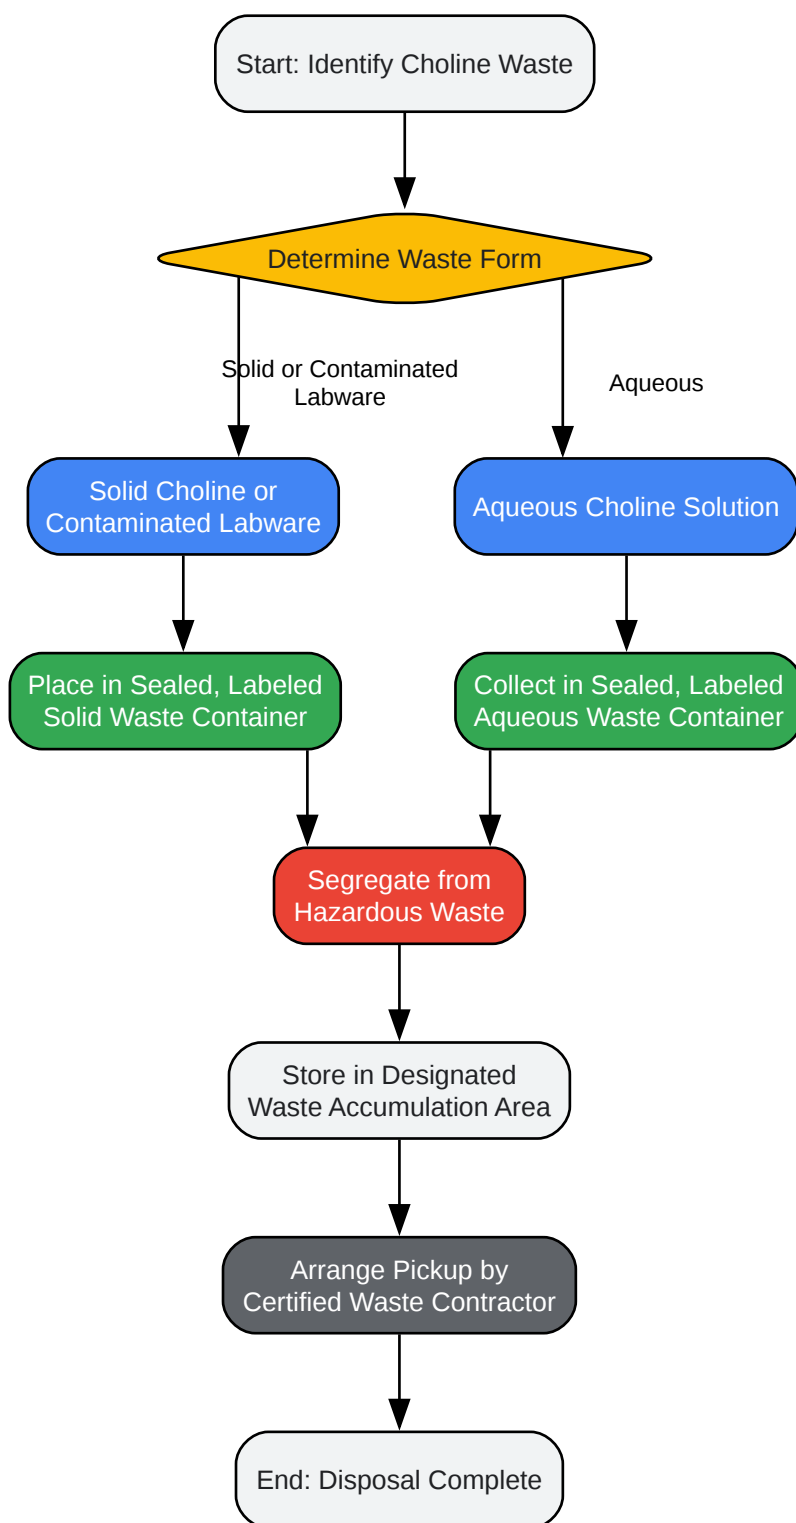 Start: Identify Choline Waste
Determine Waste Form
Solid or Contaminated
Labware
Aqueous
Solid Choline or
Contaminated Labware
Aqueous Choline Solution
Place in Sealed, Labeled
Solid Waste Container
Collect in Sealed, Labeled
Aqueous Waste Container
Segregate from
Hazardous Waste
Store in Designated
Waste Accumulation Area
Arrange Pickup by
Certified Waste Contractor
End: Disposal Complete